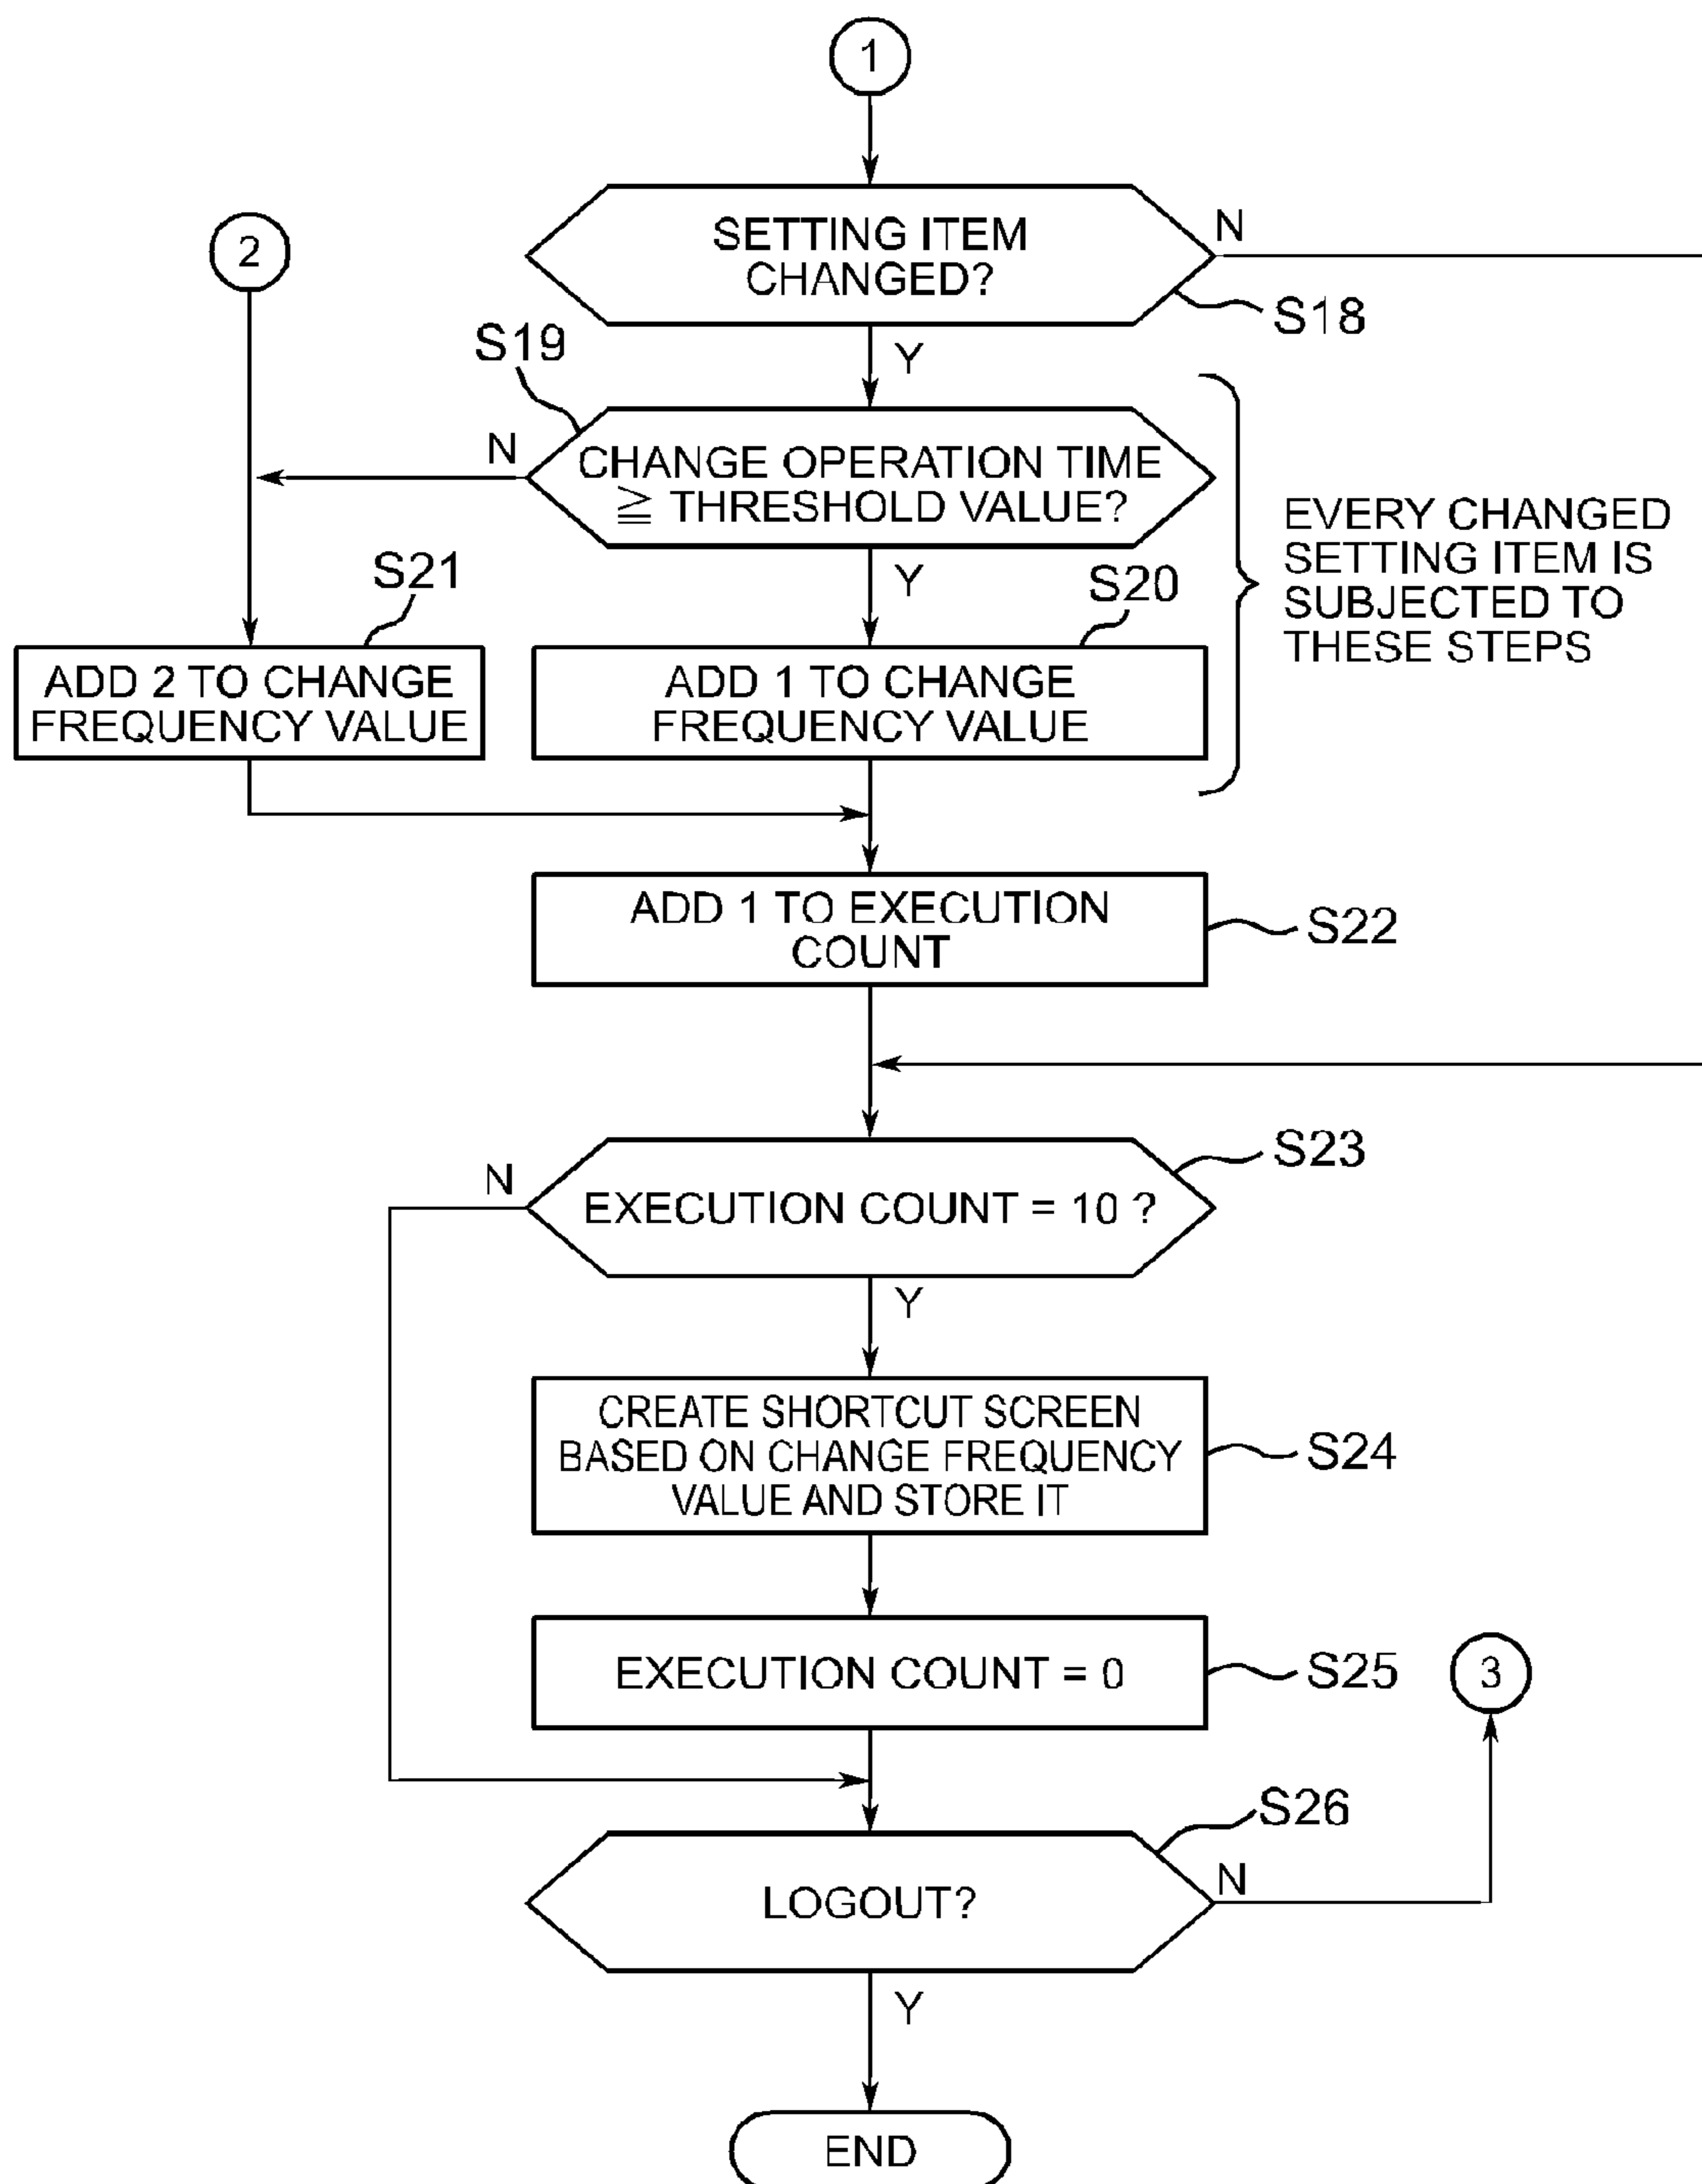 1
SETTING ITEM
CHANGED?
N
S18
2
Y
S19
CHANGE OPERATION TIME
≧ THRESHOLD VALUE?
N
Y
EVERY CHANGED
SETTING ITEM IS
SUBJECTED TO
THESE STEPS
S21
ADD 2 TO CHANGE
FREQUENCY VALUE
S20
ADD 1 TO CHANGE
FREQUENCY VALUE
ADD 1 TO EXECUTION
COUNT
S22
S23
N
EXECUTION COUNT = 10 ?
Y
CREATE SHORTCUT SCREEN
BASED ON CHANGE FREQUENCY
VALUE AND STORE IT
S24
EXECUTION COUNT = 0
S25
3
S26
LOGOUT?
N
Y
END